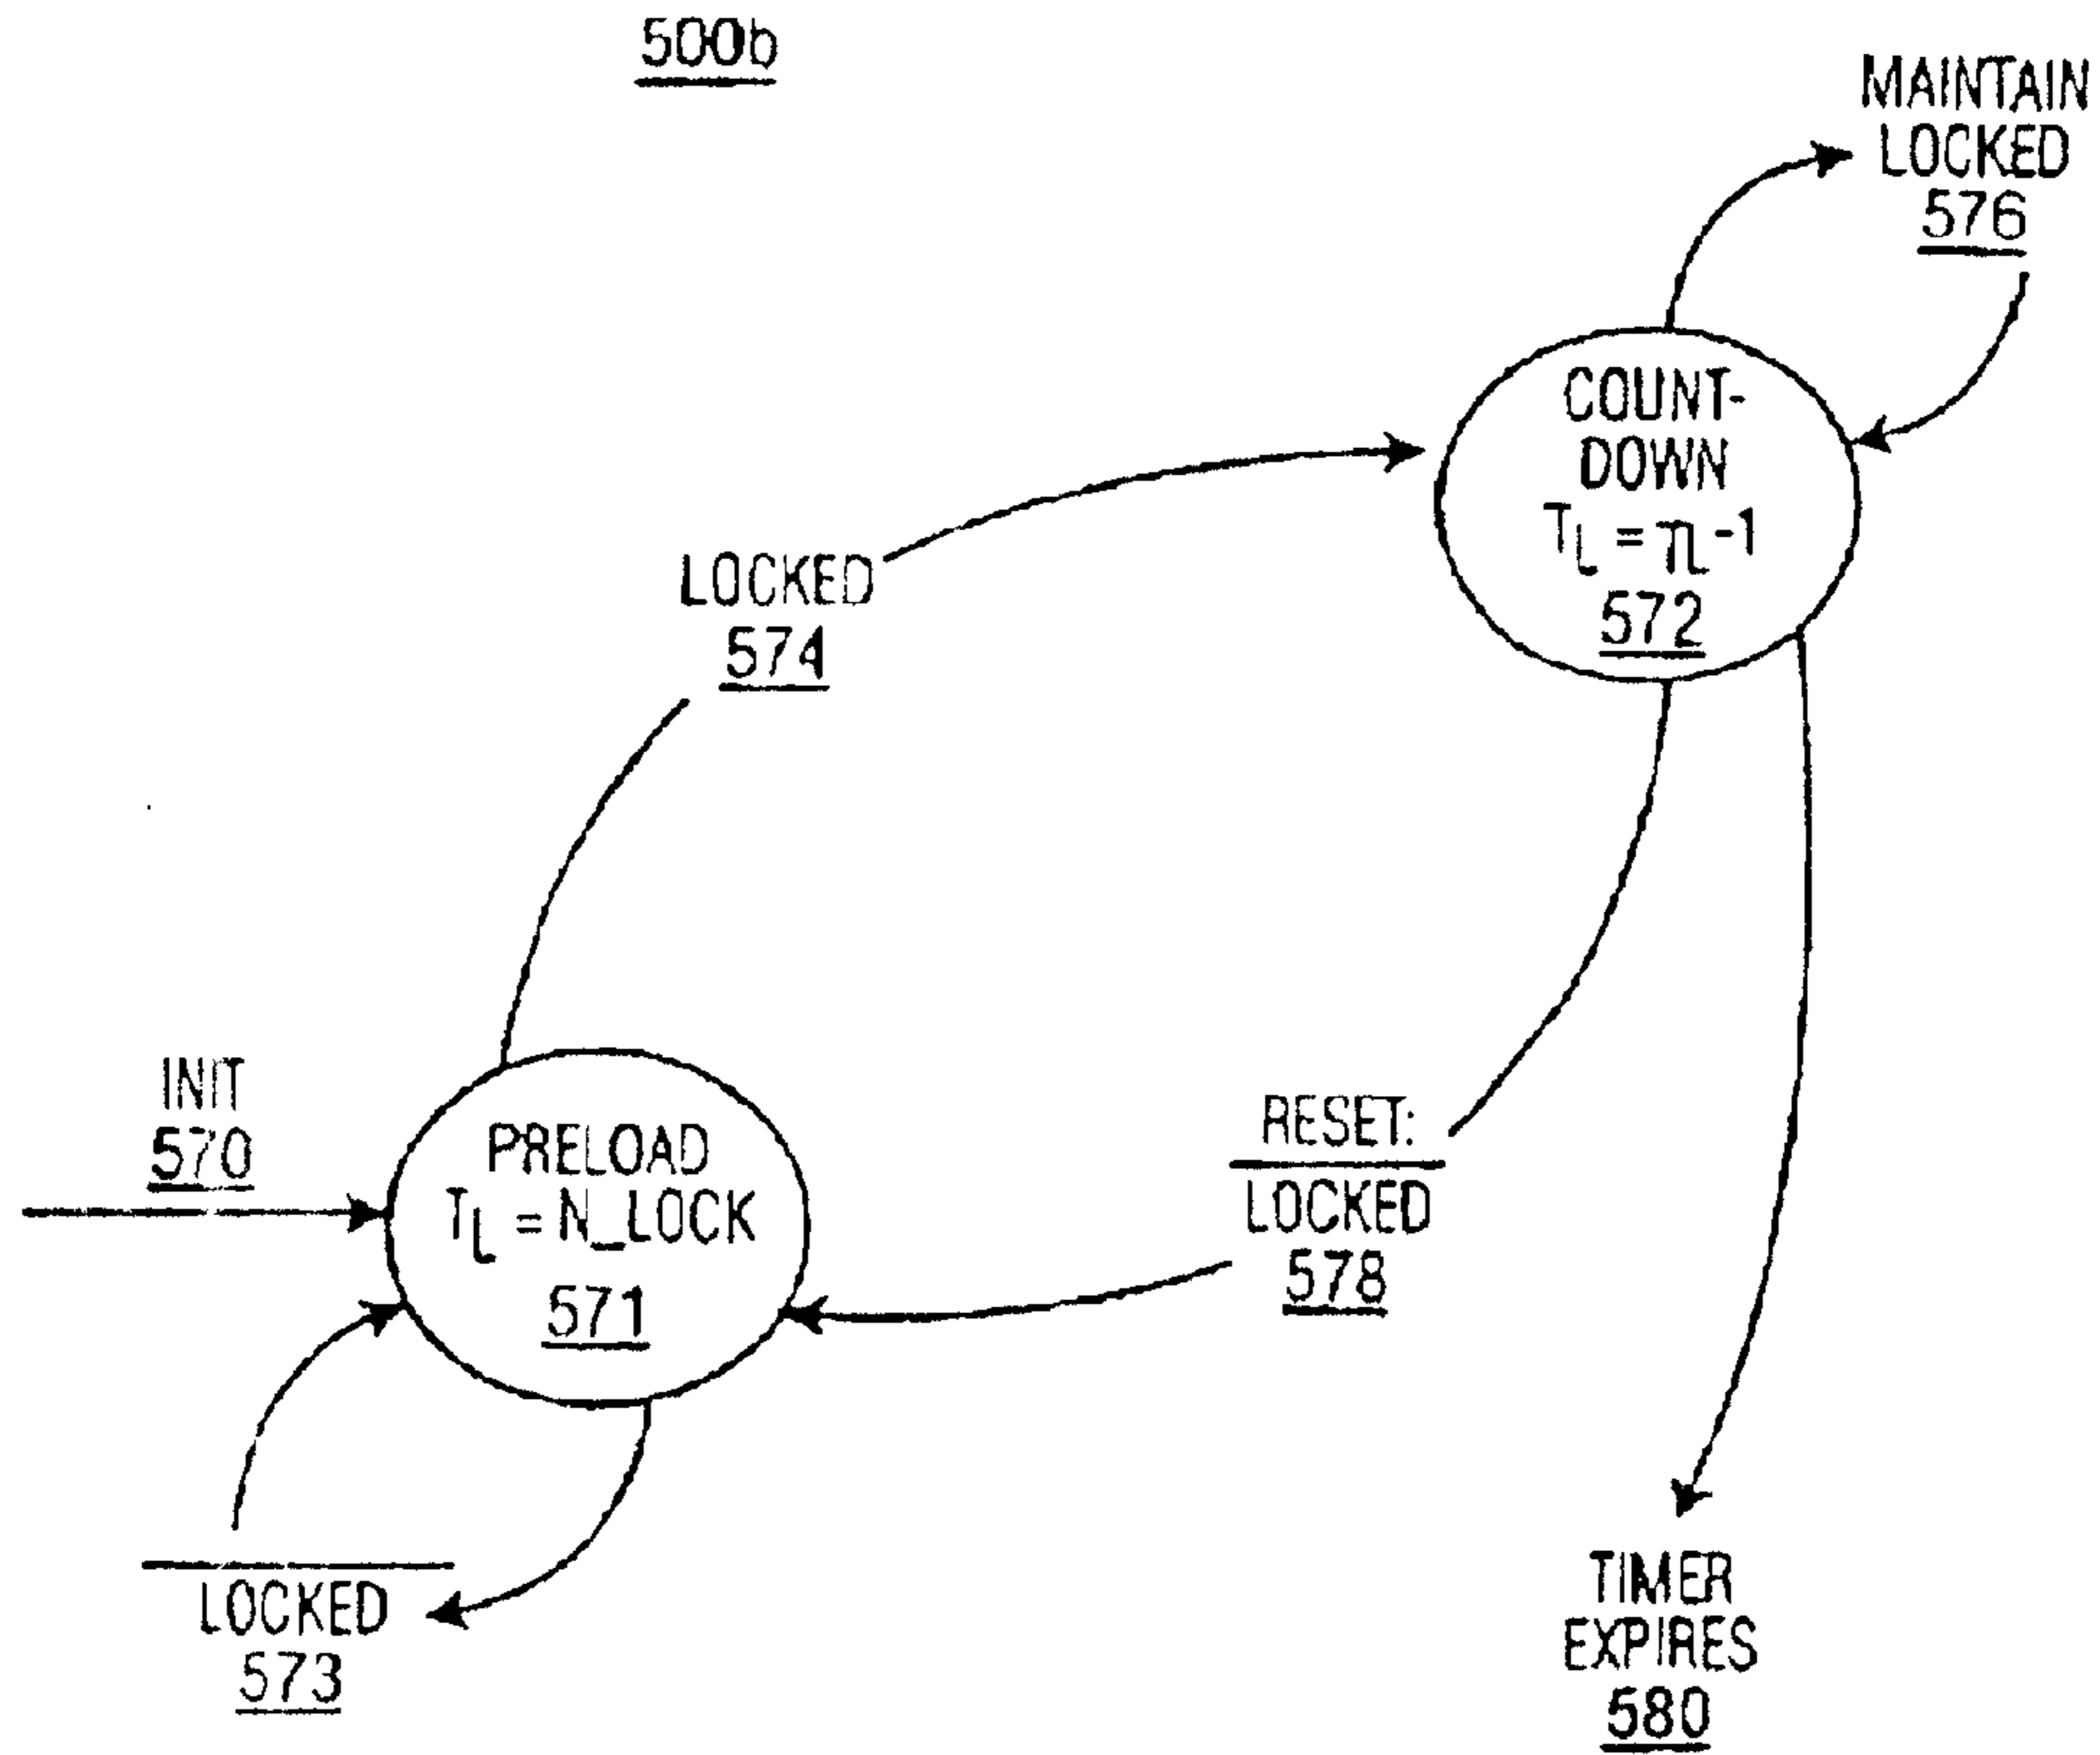 500b
MAINTAIN
LOCKED
576
COUNT-
DOWN
TL = TL -1
572
LOCKED
574
INIT
570
PRELOAD
TL = N_LOCK
571
RESET:
LOCKED
578
LOCKED
573
TIMER
EXPIRES
580